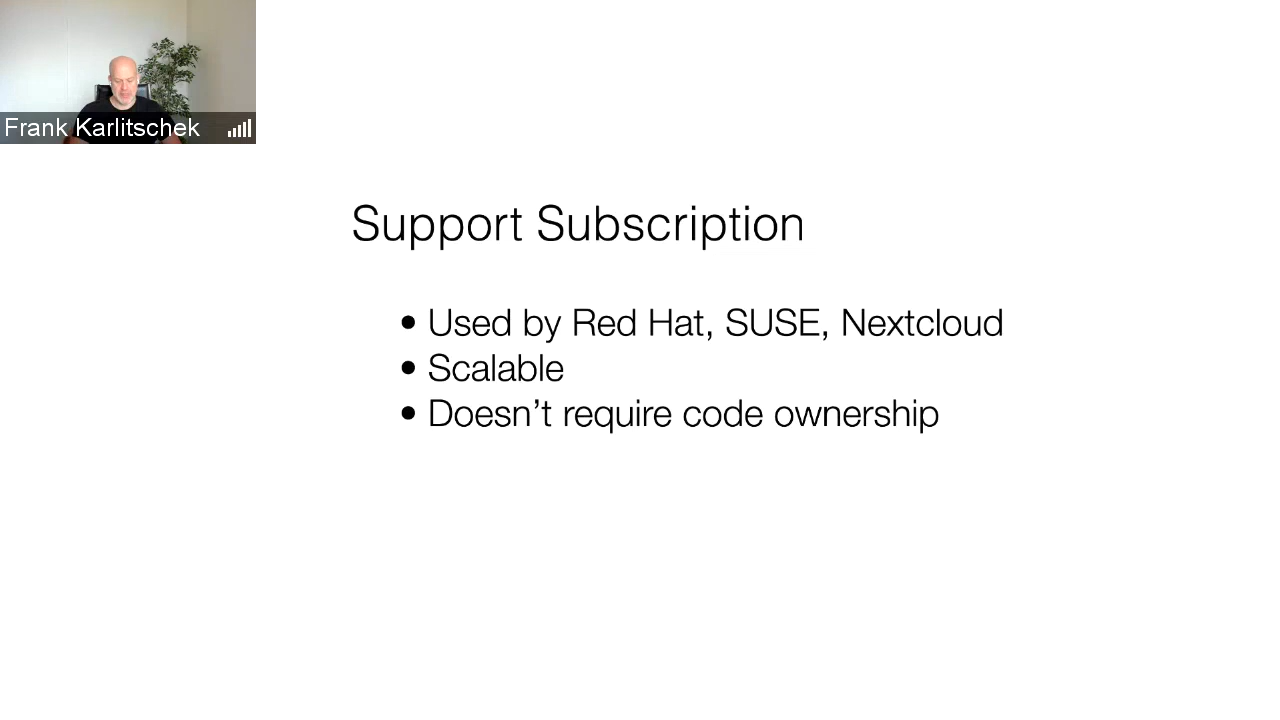 Frank Karlitschek
Support Subscription
• Used by Red Hat, SUSE, Nextcloud
• Scalable
• Doesn’t require code ownership